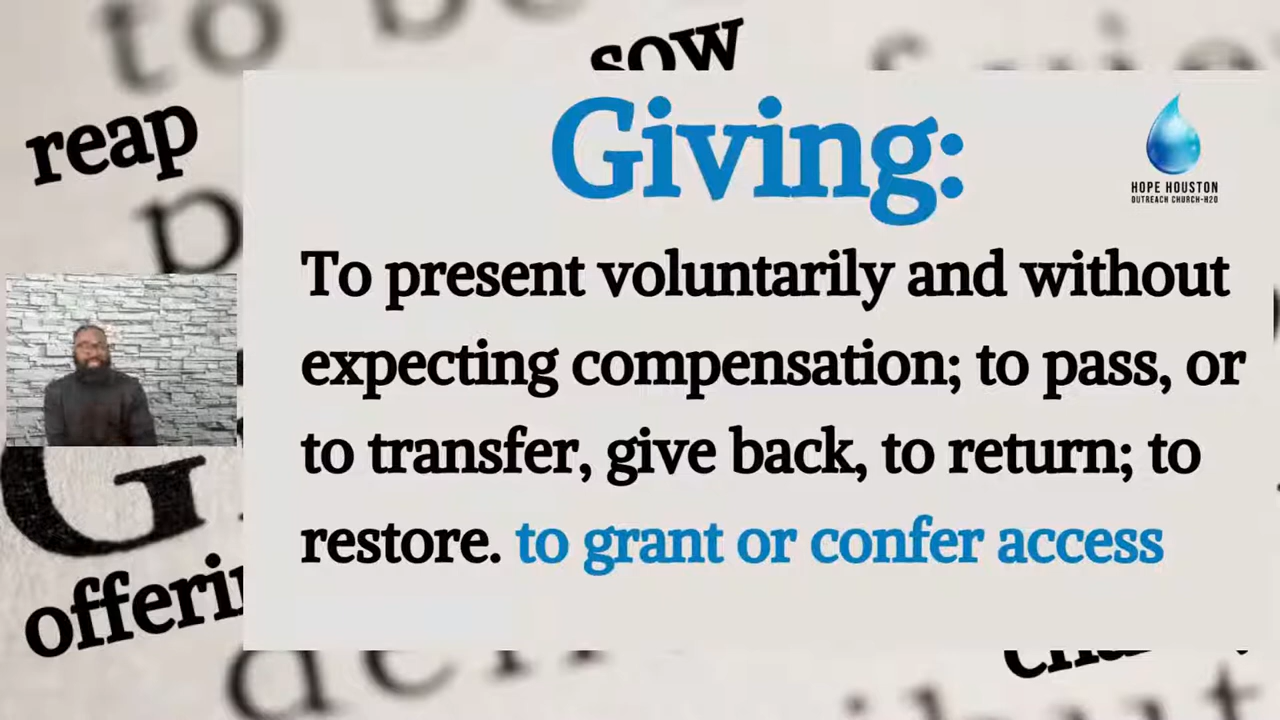 sow
reap
Giving:
HOPE HOUSTON
OUTREACH CHURCH-H2O
To present voluntarily and without
expecting compensation; to pass, or
to transfer, give back, to return; to
restore. to grant or confer access